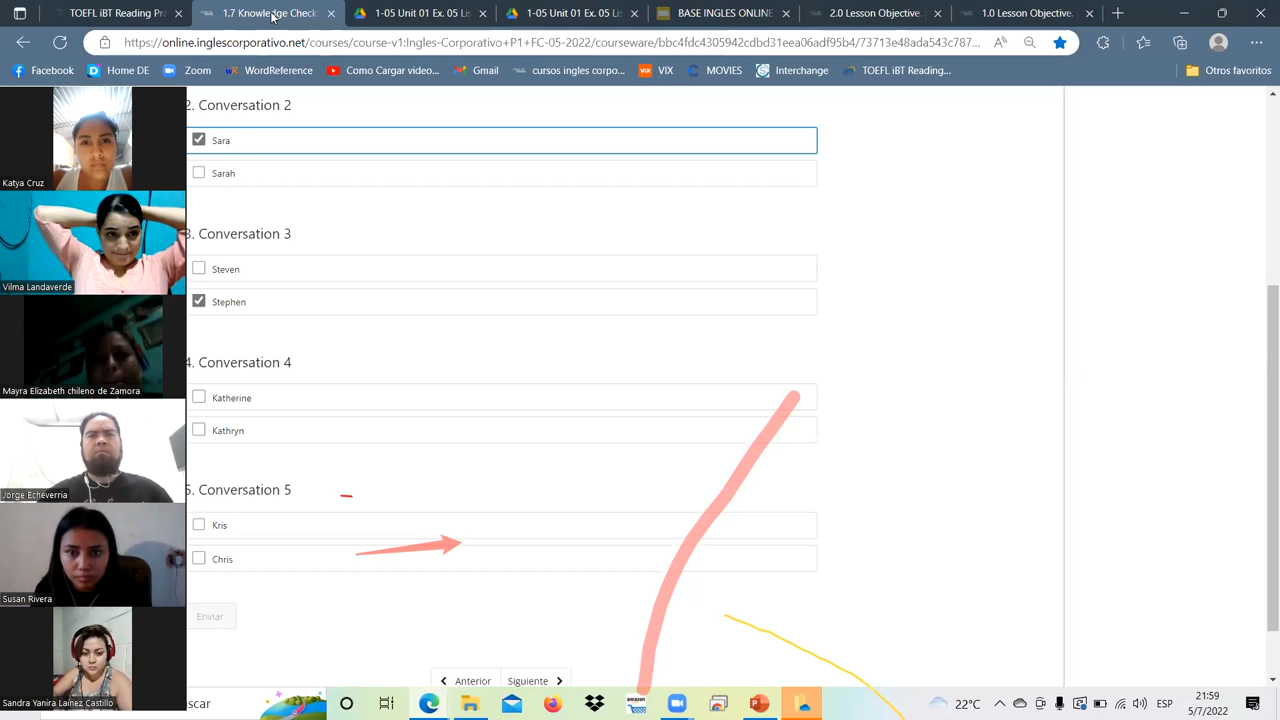 TOEFL iBT Reading Pr
1.7 Knowledge Check
1-05 Unit 01 Ex. 05 Lis
1-05 Unit 01 Ex. 05 Lis
BASE INGLES ONLINE
2.0 Lesson Objectives
1.0 Lesson Objective.
https://online.inglescorporativo.net/courses/course-v1:Ingles-Corporativo+P1+FC-05-2022/courseware/bbc4fdc4305942cdbd31eea06adf95b4/73713e48ada543c787...
Facebook
Home DE
Zoom
WordReference
Como Cargar video...
Gmail
Cursos ingles corpo...
VIX
MOVIES
Interchange
TOEFL iBT Reading...
Otros favoritos
2. Conversation 2
Sara
Sarah
3. Conversation 3
Steven
Stephen
4. Conversation 4
Katherine
Kathryn
5. Conversation 5
Kris
Chris
Enviar
Anterior
Siguiente
Katya Cruz
Vilma Landaverde
Mayra Elizabeth chileno de Zamora
Jorge Echeverria
Susan Rivera
Sandra Yanira Laínez Castillo
scar
amazon
22°C
ESP
21:59
5/7/2022